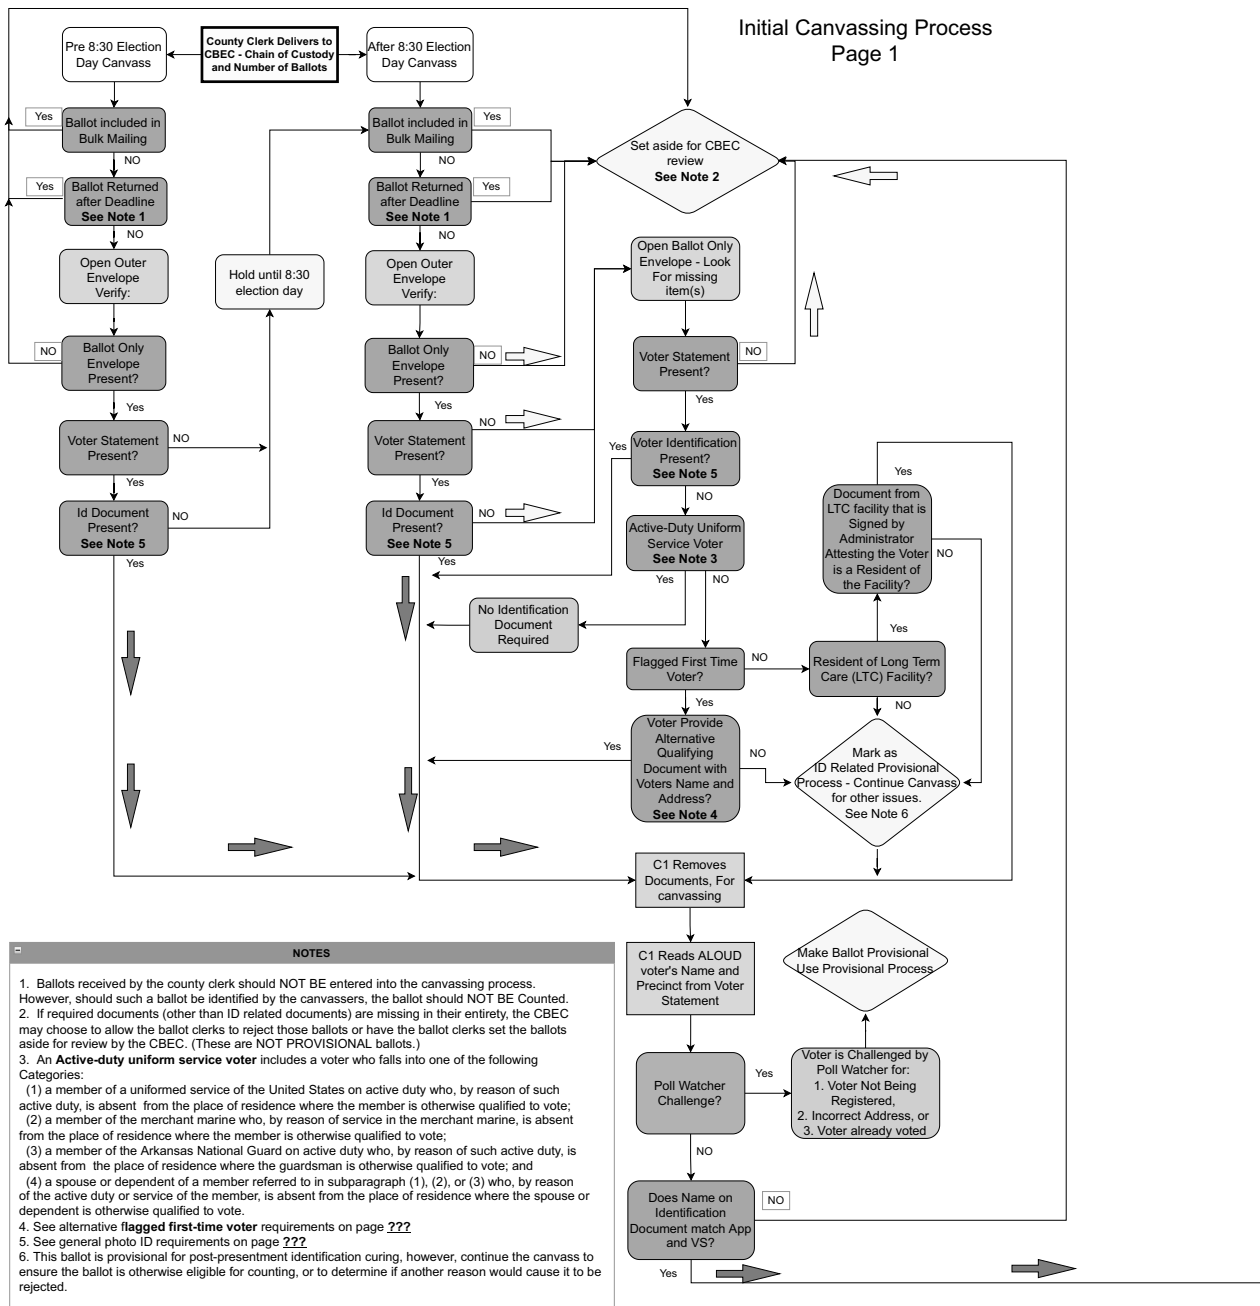 Initial Canvassing Process
Page 1
Pre 8:30 Election
Day Canvass
County Clerk Delivers to
CBEC - Chain of Custody
and Number of Ballots
After 8:30 Election
Day Canvass
Yes
Ballot included in
Bulk Mailing
NO
Yes
Ballot Returned
after Deadline
See Note 1
NO
Open Outer
Envelope
Verify:
NO
Ballot Only
Envelope
Present?
Yes
Voter Statement
Present?
NO
Yes
Id Document
Present?
See Note 5
NO
Yes
Hold until 8:30
election day
Ballot included in
Bulk Mailing
Yes
NO
Ballot Returned
after Deadline
See Note 1
Yes
NO
Open Outer
Envelope
Verify:
Ballot Only
Envelope
Present?
NO
Yes
Voter Statement
Present?
NO
Yes
Id Document
Present?
See Note 5
NO
Yes
Set aside for CBEC
review
See Note 2
Open Ballot Only
Envelope - Look
For missing
item(s)
Voter Statement
Present?
NO
Yes
Yes
Voter Identification
Present?
See Note 5
NO
Active-Duty Uniform
Service Voter
See Note 3
Yes
NO
No Identification
Document
Required
Flagged First Time
Voter?
NO
Yes
Resident of Long Term
Care (LTC) Facility?
Yes
NO
Document from
LTC facility that is
Signed by
Administrator
Attesting the Voter
is a Resident of
the Facility?
Yes
NO
Yes
Voter Provide
Alternative
Qualifying
Document with
Voters Name and
Address?
See Note 4
NO
Mark as
ID Related Provisional
Process - Continue Canvass
for other issues.
See Note 6
C1 Removes
Documents, For
canvassing
C1 Reads ALOUD
voter's Name and
Precinct from Voter
Statement
Make Ballot Provisional
Use Provisional Process
Poll Watcher
Challenge?
Yes
NO
Voter is Challenged by
Poll Watcher for:
1. Voter Not Being
Registered,
2. Incorrect Address, or
3. Voter already voted
Does Name on
Identification
Document match App
and VS?
NO
Yes
NOTES
1. Ballots received by the county clerk should NOT BE entered into the canvassing process.
However, should such a ballot be identified by the canvassers, the ballot should NOT BE Counted.
2. If required documents (other than ID related documents) are missing in their entirety, the CBEC
may choose to allow the ballot clerks to reject those ballots or have the ballot clerks set the ballots
aside for review by the CBEC. (These are NOT PROVISIONAL ballots.)
3. An Active-duty uniform service voter includes a voter who falls into one of the following
Categories:
(1) a member of a uniformed service of the United States on active duty who, by reason of such
active duty, is absent from the place of residence where the member is otherwise qualified to vote;
(2) a member of the merchant marine who, by reason of service in the merchant marine, is absent
from the place of residence where the member is otherwise qualified to vote;
(3) a member of the Arkansas National Guard on active duty who, by reason of such active duty, is
absent from the place of residence where the guardsman is otherwise qualified to vote; and
(4) a spouse or dependent of a member referred to in subparagraph (1), (2), or (3) who, by reason
of the active duty or service of the member, is absent from the place of residence where the spouse or
dependent is otherwise qualified to vote.
4. See alternative flagged first-time voter requirements on page ???
5. See general photo ID requirements on page ???
6. This ballot is provisional for post-presentment identification curing, however, continue the canvass to
ensure the ballot is otherwise eligible for counting, or to determine if another reason would cause it to be
rejected.